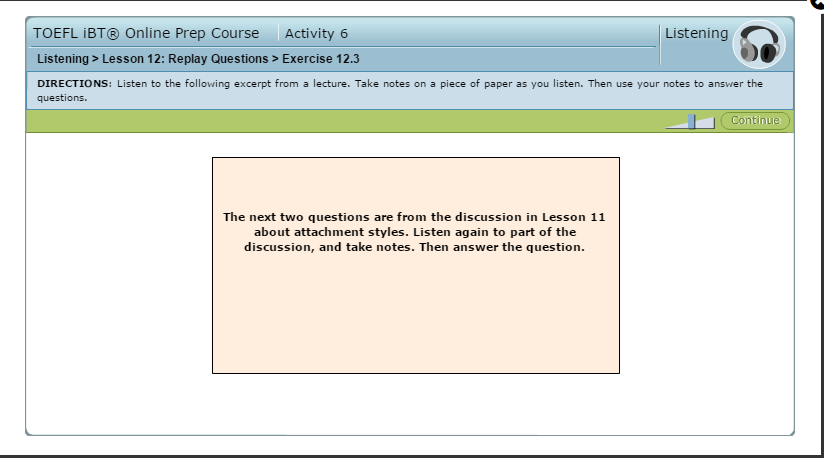 TOEFL iBT® Online Prep Course Activity 6 Listening
Listening > Lesson 12: Replay Questions > Exercise 12.3
DIRECTIONS: Listen to the following excerpt from a lecture. Take notes on a piece of paper as you listen. Then use your notes to answer the
questions.
Continue
The next two questions are from the discussion in Lesson 11
about attachment styles. Listen again to part of the
discussion, and take notes. Then answer the question.